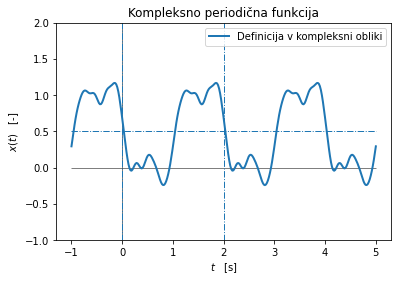 Kompleksno periodična funkcija
Definicija v kompleksni obliki
2.0
1.5
1.0
0.5
0.0
−0.5
−1.0
x(t) [-]
−1 0 1 2 3 4 5
t [s]